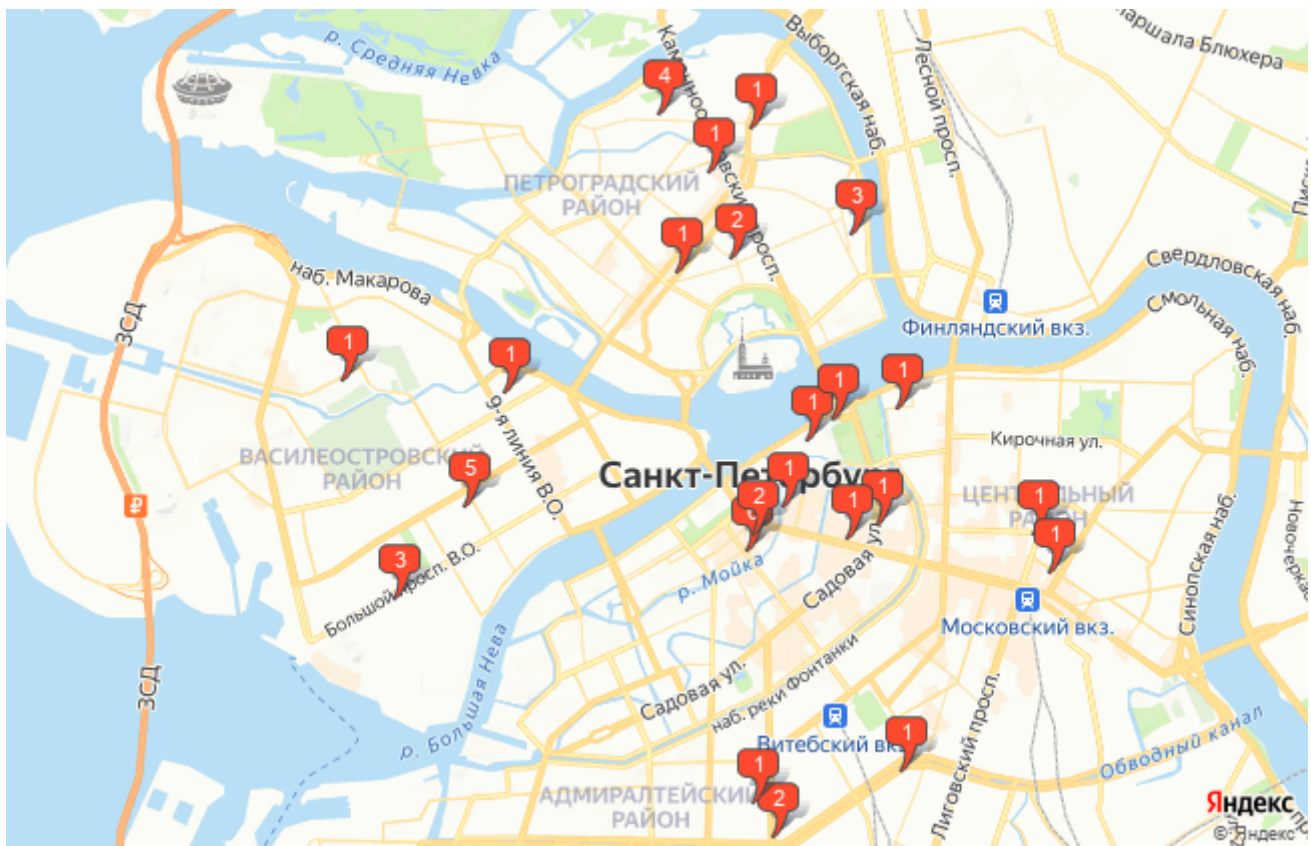 р. Средняя Невка
Выборгская наб.
Лесной просп.
Маршала Блюхера
4
1
1
ПЕТРОГРАДСКИЙ
РАЙОН
3
2
1
наб. Макарова
Свердловская наб.
Смольная наб.
Финляндский вкз.
ЗСД
1
1
1
1
1
9-я линия В.О.
Кирочная ул.
ВАСИЛЕОСТРОВСКИЙ
РАЙОН
5
Санкт-Петербург
1
2
1
1
ЦЕНТРАЛЬНЫЙ
РАЙОН
1
1
3
Большой просп. В.О.
р. Мойка
Садовая ул.
Синопская наб.
Московский вкз.
ЗСД
р. Большая Нева
Садовая ул.
наб. реки Фонтанки
Лиговский просп.
Витебский вкз.
1
Обводный канал
1
2
АДМИРАЛТЕЙСКИЙ
РАЙОН
Яндекс
© Яндекс